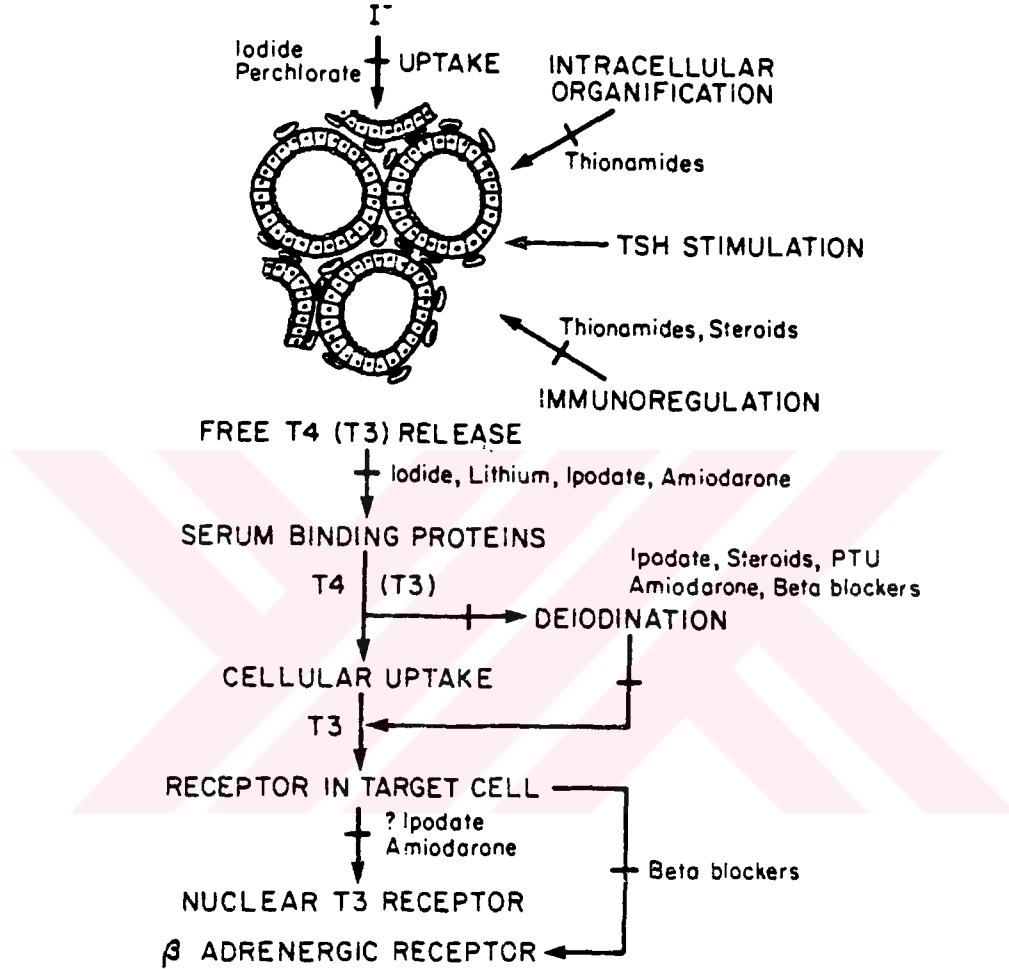 I⁻
Iodide
Perchlorate
UPTAKE
INTRACELLULAR
ORGANIFICATION
Thionamides
TSH STIMULATION
Thionamides, Steroids
IMMUNOREGULATION
FREE T4 (T3) RELEASE
Iodide, Lithium, Ipodate, Amiodarone
SERUM BINDING PROTEINS
T4 (T3)
Ipodate, Steroids, PTU
Amiodarone, Beta blockers
DEIODINATION
CELLULAR UPTAKE
T3
RECEPTOR IN TARGET CELL
? Ipodate
Amiodarone
Beta blockers
NUCLEAR T3 RECEPTOR
β ADRENERGIC RECEPTOR